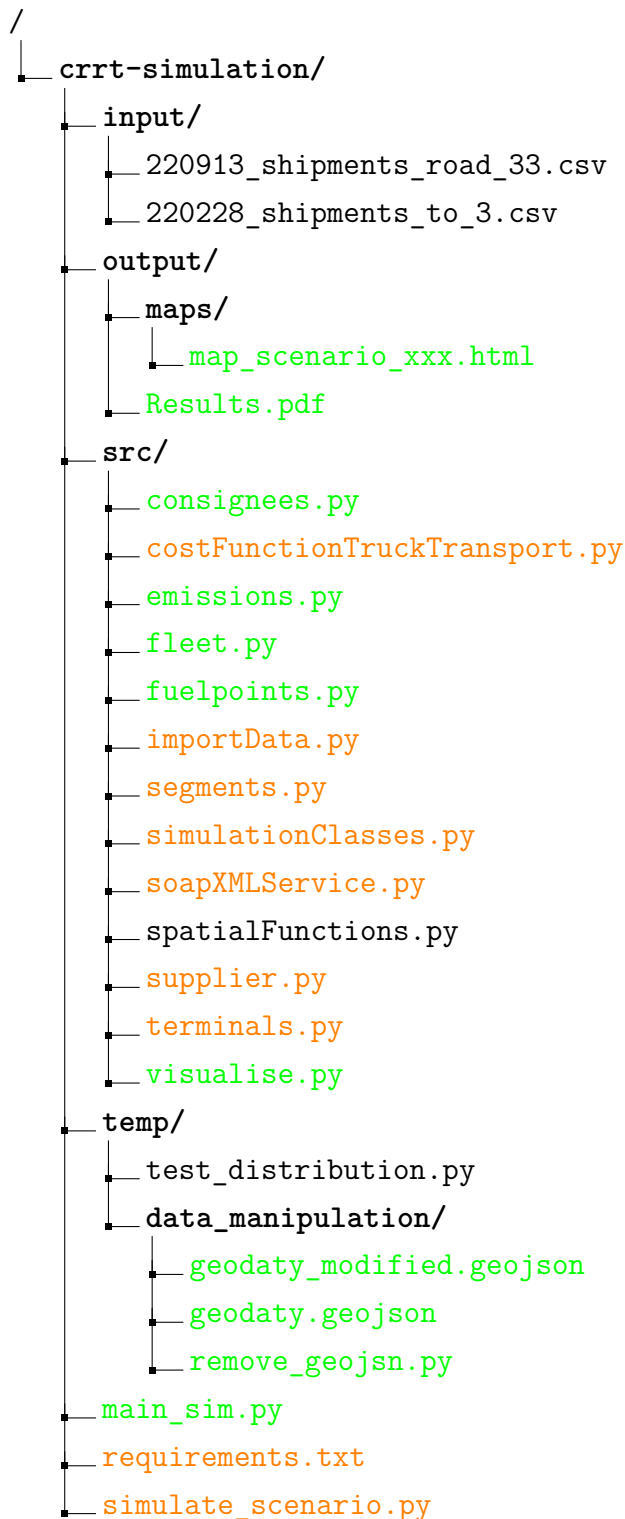 /
crrt-simulation/
input/
220913_shipments_road_33.csv
220228_shipments_to_3.csv
output/
maps/
map_scenario_xxx.html
Results.pdf
src/
consignees.py
costFunctionTruckTransport.py
emissions.py
fleet.py
fuelpoints.py
importData.py
segments.py
simulationClasses.py
soapXMLService.py
spatialFunctions.py
supplier.py
terminals.py
visualise.py
temp/
test_distribution.py
data_manipulation/
geodaty_modified.geojson
geodaty.geojson
remove_geojsn.py
main_sim.py
requirements.txt
simulate_scenario.py